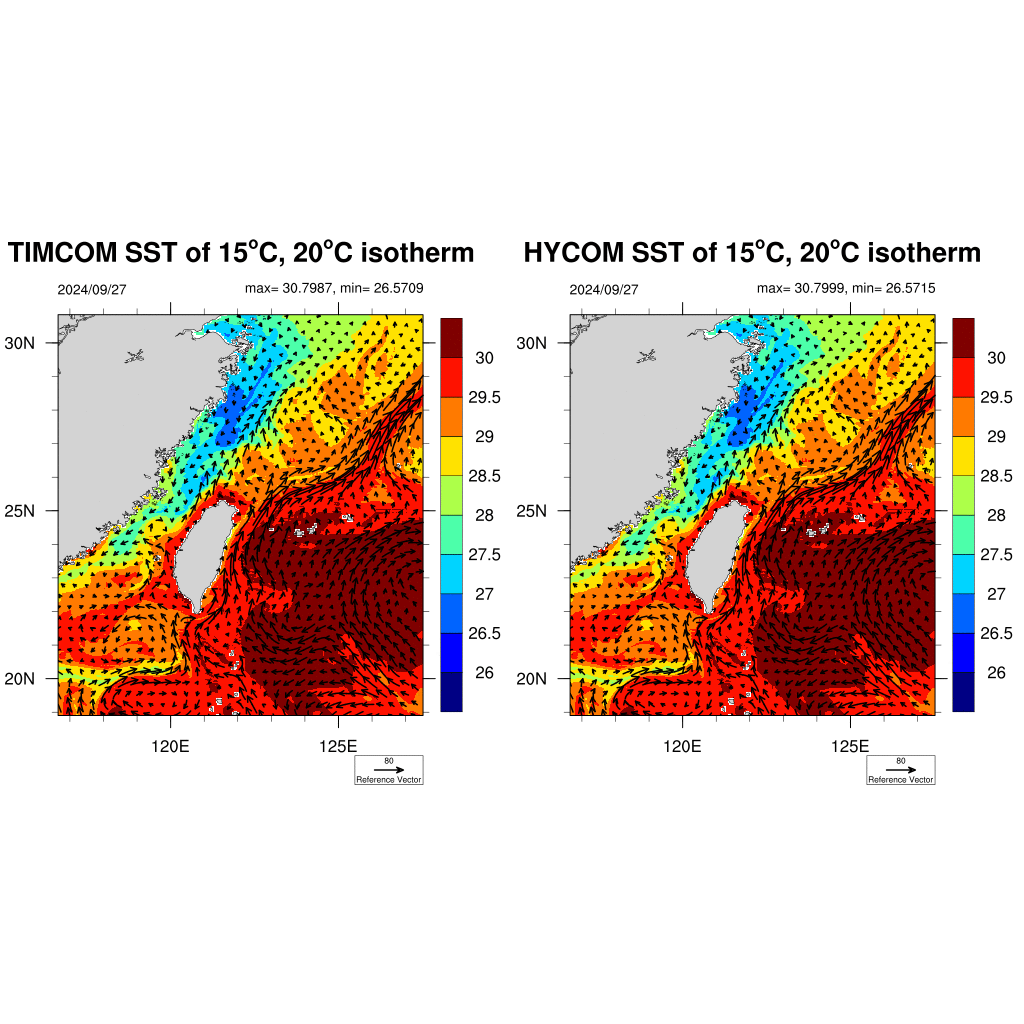 TIMCOM SST of 15°C, 20°C isotherm
2024/09/27
max= 30.7987, min= 26.5709
30N
25N
20N
120E
125E
30
29.5
29
28.5
28
27.5
27
26.5
26
80
Reference Vector
HYCOM SST of 15°C, 20°C isotherm
2024/09/27
max= 30.7999, min= 26.5715
30N
25N
20N
120E
125E
30
29.5
29
28.5
28
27.5
27
26.5
26
80
Reference Vector